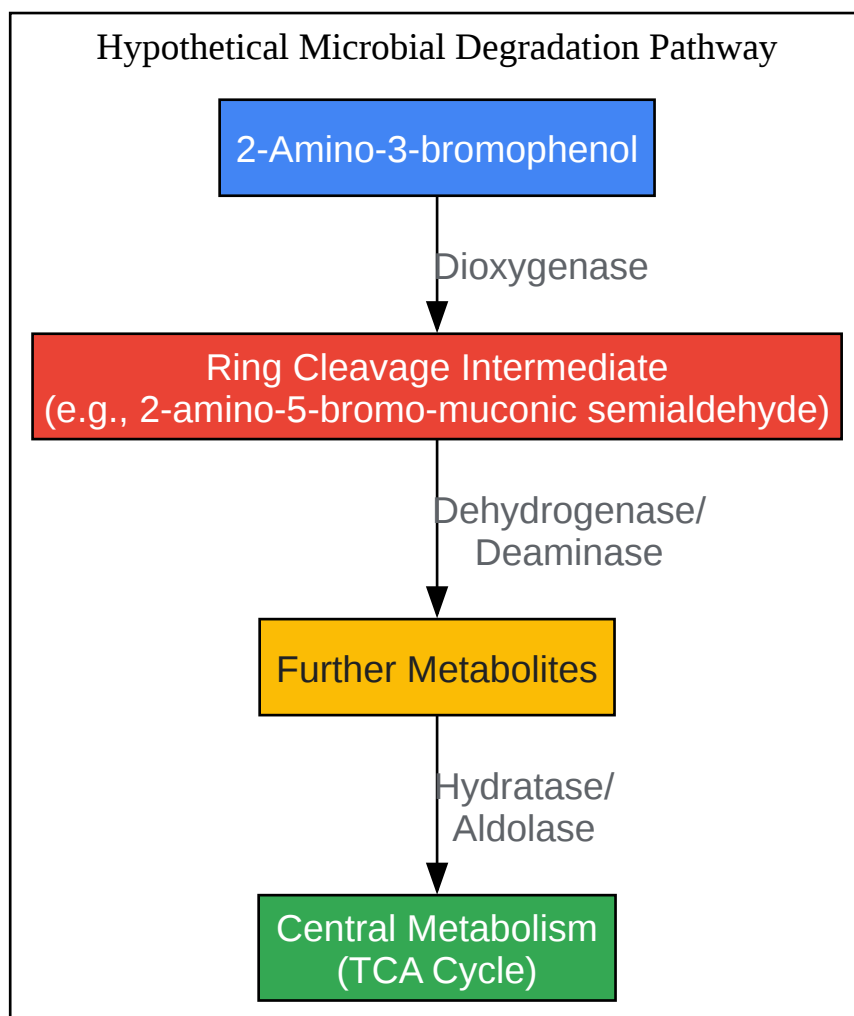 Hypothetical Microbial Degradation Pathway
2-Amino-3-bromophenol
Dioxygenase
Ring Cleavage Intermediate
(e.g., 2-amino-5-bromo-muconic semialdehyde)
Dehydrogenase/
Deaminase
Further Metabolites
Hydratase/
Aldolase
Central Metabolism
(TCA Cycle)